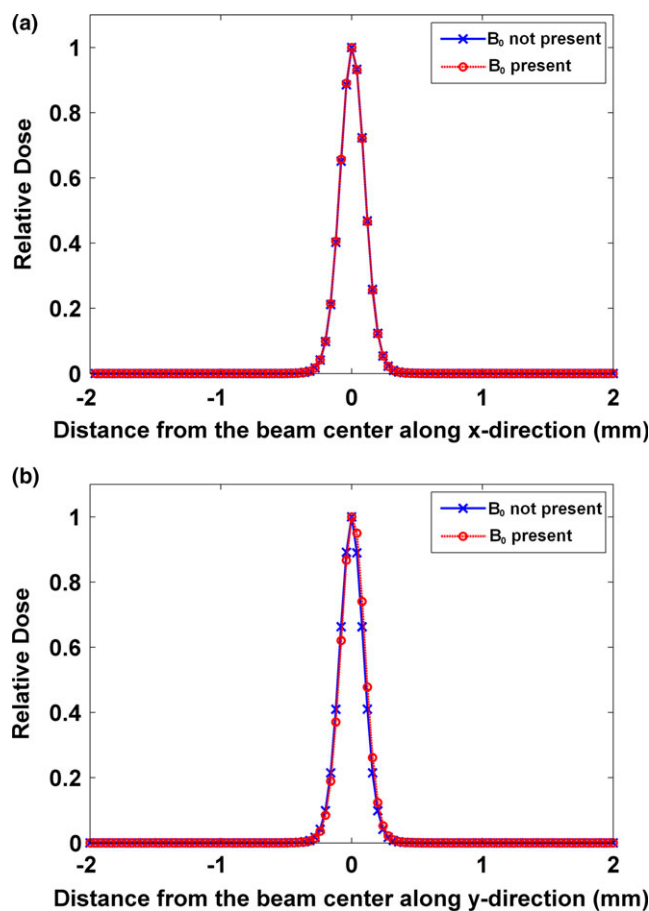 (a)
1
0.8
0.6
0.4
0.2
0
Relative Dose
B₀ not present
B₀ present
-2 -1 0 1 2
Distance from the beam center along x-direction (mm)
(b)
1
0.8
0.6
0.4
0.2
0
Relative Dose
B₀ not present
B₀ present
-2 -1 0 1 2
Distance from the beam center along y-direction (mm)